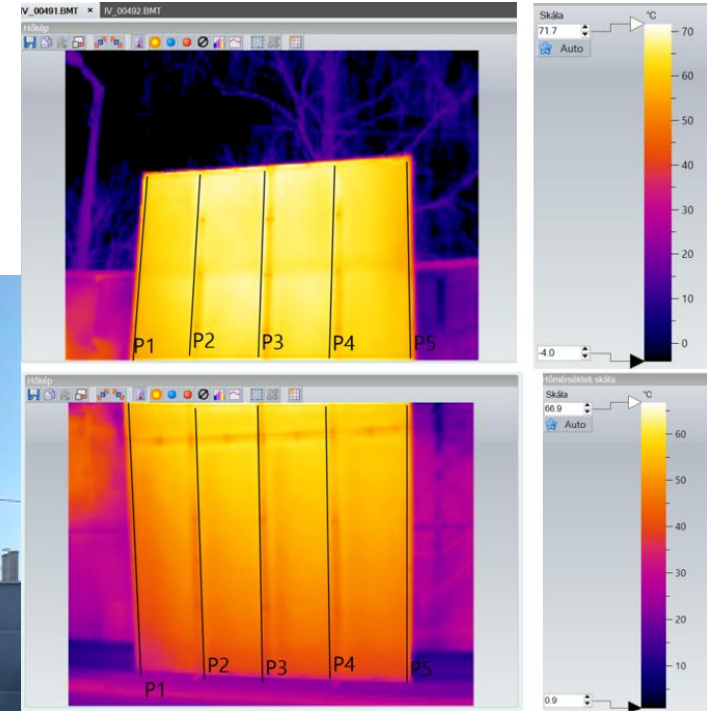 IV_00491.BMT × IV_00492.BMT
Hőkép
P1 P2 P3 P4 P5
Skála °C
71.7
Auto
70
60
50
40
30
20
10
0
-4.0
Hőkép
P1 P2 P3 P4 P5
Hőmérsékleti skála
Skála °C
66.9
Auto
60
50
40
30
20
10
0.9